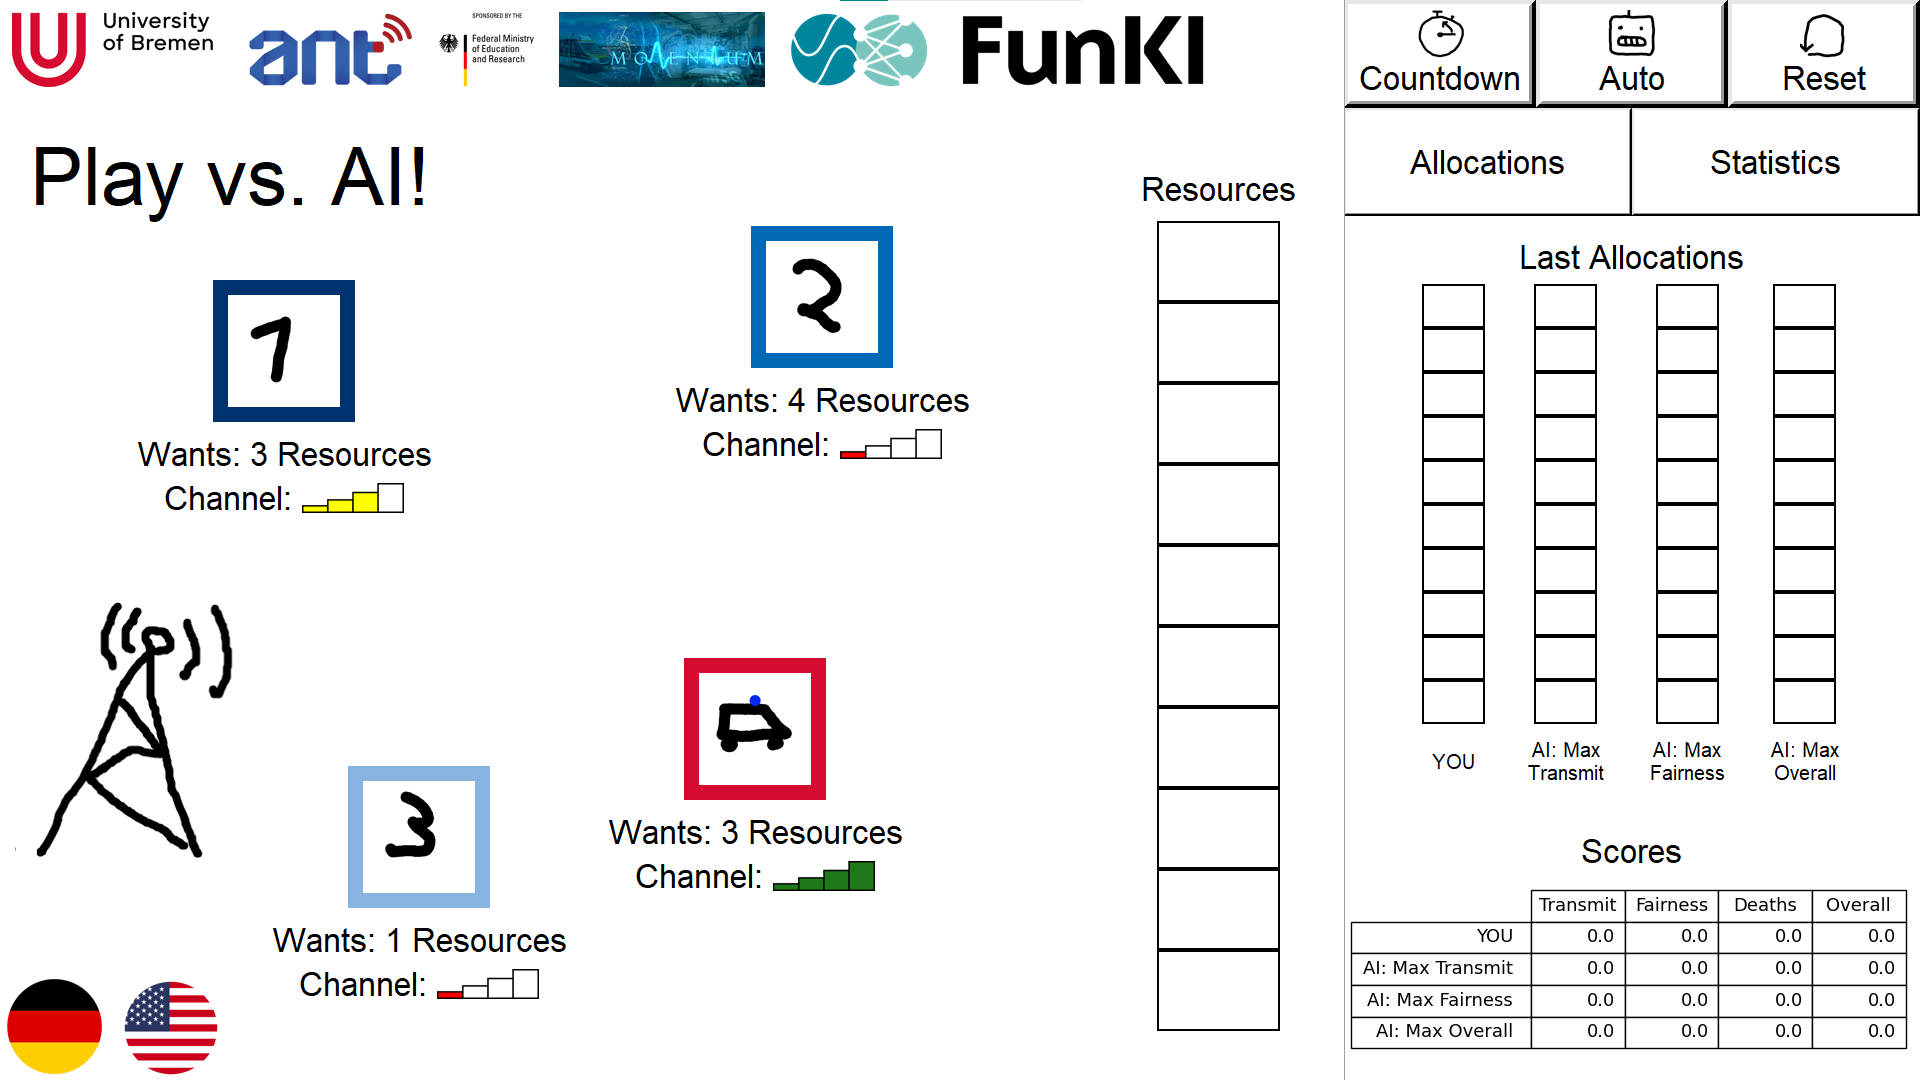 University
of Bremen
ant
SPONSORED BY THE
Federal Ministry
of Education
and Research
MOMENTUM
FunKI
Countdown
Auto
Reset
Allocations
Statistics
Play vs. AI!
Resources
1
Wants: 3 Resources
Channel:
2
Wants: 4 Resources
Channel:
3
Wants: 1 Resources
Channel:
Wants: 3 Resources
Channel:
Last Allocations
YOU
AI: Max
Transmit
AI: Max
Fairness
AI: Max
Overall
Scores
Transmit Fairness Deaths Overall
YOU 0.0 0.0 0.0 0.0
AI: Max Transmit 0.0 0.0 0.0 0.0
AI: Max Fairness 0.0 0.0 0.0 0.0
AI: Max Overall 0.0 0.0 0.0 0.0